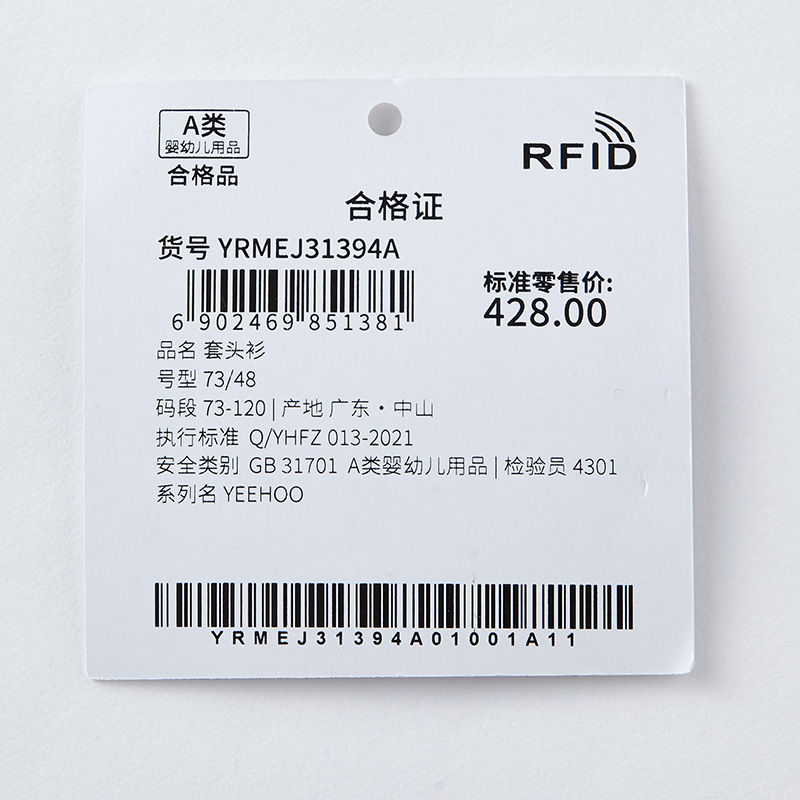 A类
婴幼儿用品
合格品
RFID
合格证
货号 YRMEJ31394A
6 902469 851381
标准零售价:
428.00
品名 套头衫
号型 73/48
码段 73-120 | 产地 广东·中山
执行标准 Q/YHFZ 013-2021
安全类别 GB 31701 A类婴幼儿用品 | 检验员 4301
系列名 YEEHOO
YRMEJ31394A01001A11